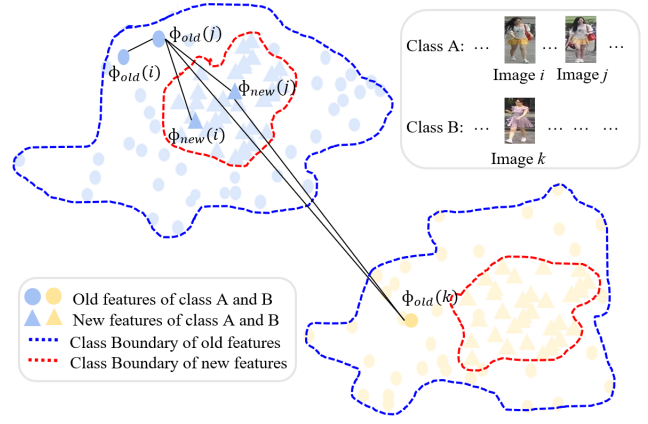 ϕold(j)
ϕold(i)
ϕnew(j)
ϕnew(i)
Class A: ... ...
Image i Image j
Class B: ... ... ... ...
Image k
ϕold(k)
Old features of class A and B
New features of class A and B
Class Boundary of old features
Class Boundary of new features